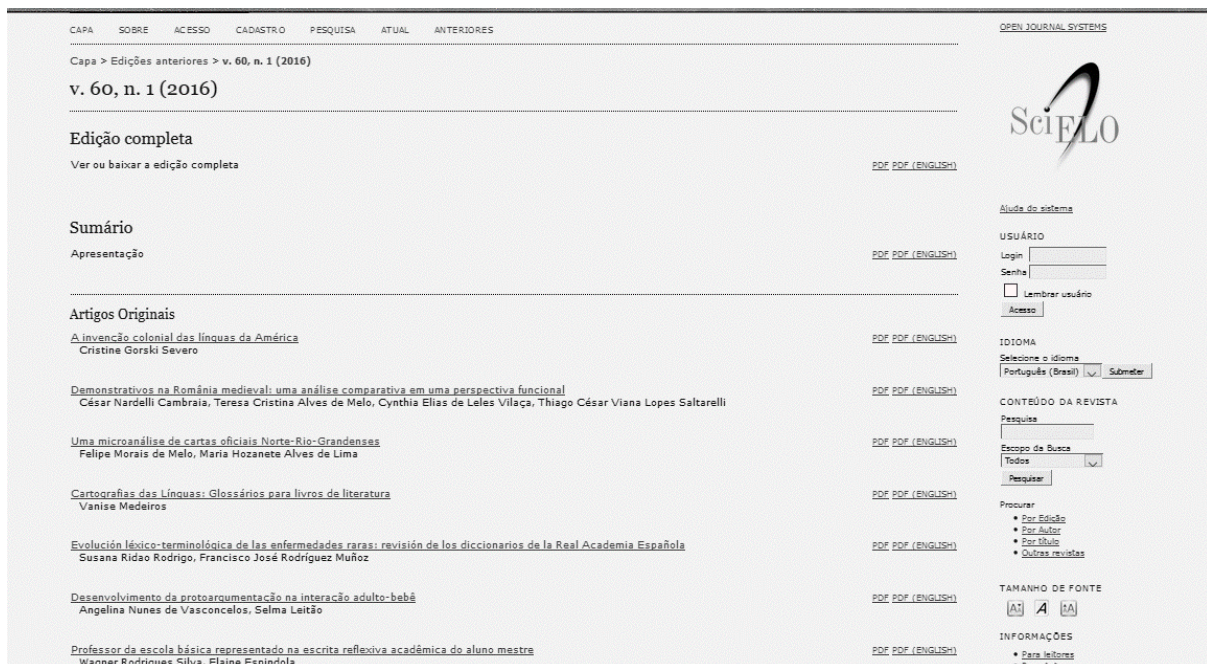 CAPA SOBRE ACESSO CADASTRO PESQUISA ATUAL ANTERIORES
Capa > Edições anteriores > v. 60, n. 1 (2016)
v. 60, n. 1 (2016)
Edição completa
Ver ou baixar a edição completa PDF PDF (ENGLISH)
Sumário
Apresentação PDF PDF (ENGLISH)
Artigos Originais
A invenção colonial das línguas da América PDF PDF (ENGLISH)
Cristine Gorski Severo
Demonstrativos na România medieval: uma análise comparativa em uma perspectiva funcional PDF PDF (ENGLISH)
César Nardelli Cambraia, Teresa Cristina Alves de Melo, Cynthia Elias de Leles Vilaça, Thiago César Viana Lopes Saltarelli
Uma microanálise de cartas oficiais Norte-Rio-Grandenses PDF PDF (ENGLISH)
Felipe Morais de Melo, Maria Hozanete Alves de Lima
Cartografias das Línguas: Glossários para livros de literatura PDF PDF (ENGLISH)
Vanise Medeiros
Evolución léxico-terminológica de las enfermedades raras: revisión de los diccionarios de la Real Academia Española PDF PDF (ENGLISH)
Susana Ridao Rodrigo, Francisco José Rodríguez Muñoz
Desenvolvimento da protoargumentação na interação adulto-bebê PDF PDF (ENGLISH)
Angelina Nunes de Vasconcelos, Selma Leitão
Professor da escola básica representado na escrita reflexiva acadêmica do aluno mestre PDF PDF (ENGLISH)
Wagner Rodrigues Silva, Elaine Espindola
OPEN JOURNAL SYSTEMS
SciELO
Ajuda do sistema
USUÁRIO
Login
Senha
Lembrar usuário
Acesso
IDIOMA
Selecione o idioma
Português (Brasil) Submeter
CONTEÚDO DA REVISTA
Pesquisa
Escopo da Busca
Todos
Pesquisar
Procurar
Por Edição
Por Autor
Por título
Outras revistas
TAMANHO DE FONTE
A A A
INFORMAÇÕES
Para leitores